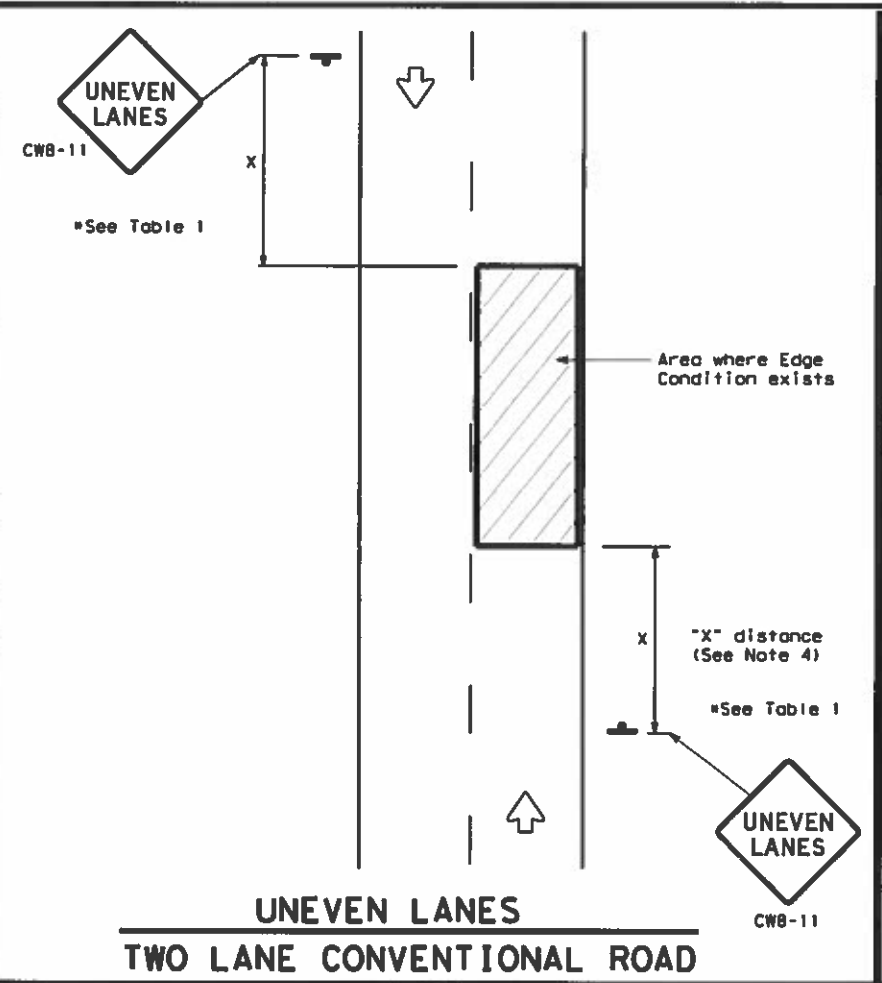 UNEVEN
LANES
CW8-11
X
*See Table 1
Area where Edge
Condition exists
X
"X" distance
(See Note 4)
*See Table 1
UNEVEN
LANES
CW8-11
UNEVEN LANES
TWO LANE CONVENTIONAL ROAD